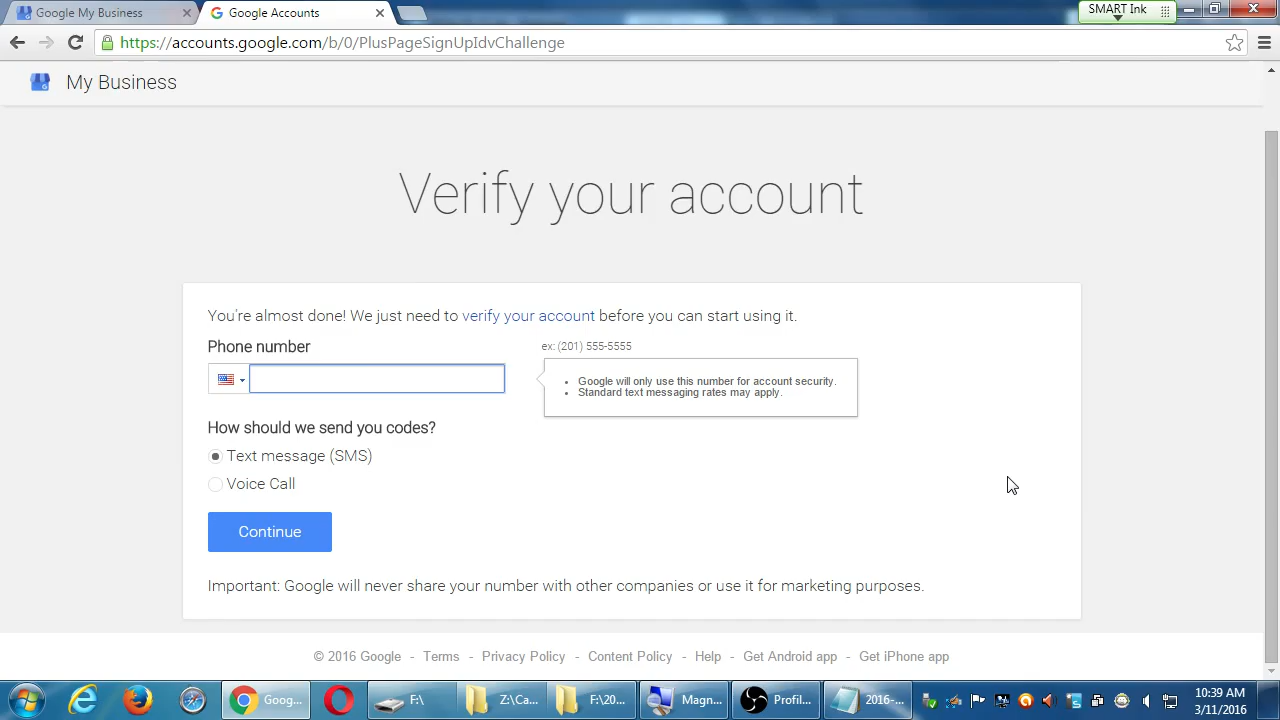 Google My Business
Google Accounts
SMART Ink
https://accounts.google.com/b/0/PlusPageSignUpIdvChallenge
My Business
Verify your account
You're almost done! We just need to verify your account before you can start using it.
Phone number
ex: (201) 555-5555
Google will only use this number for account security.
Standard text messaging rates may apply.
How should we send you codes?
Text message (SMS)
Voice Call
Continue
Important: Google will never share your number with other companies or use it for marketing purposes.
© 2016 Google - Terms - Privacy Policy - Content Policy - Help - Get Android app - Get iPhone app
Goog... F:\ Z:\Ca... F:\20... Magn... Profil... 2016-...
10:39 AM
3/11/2016